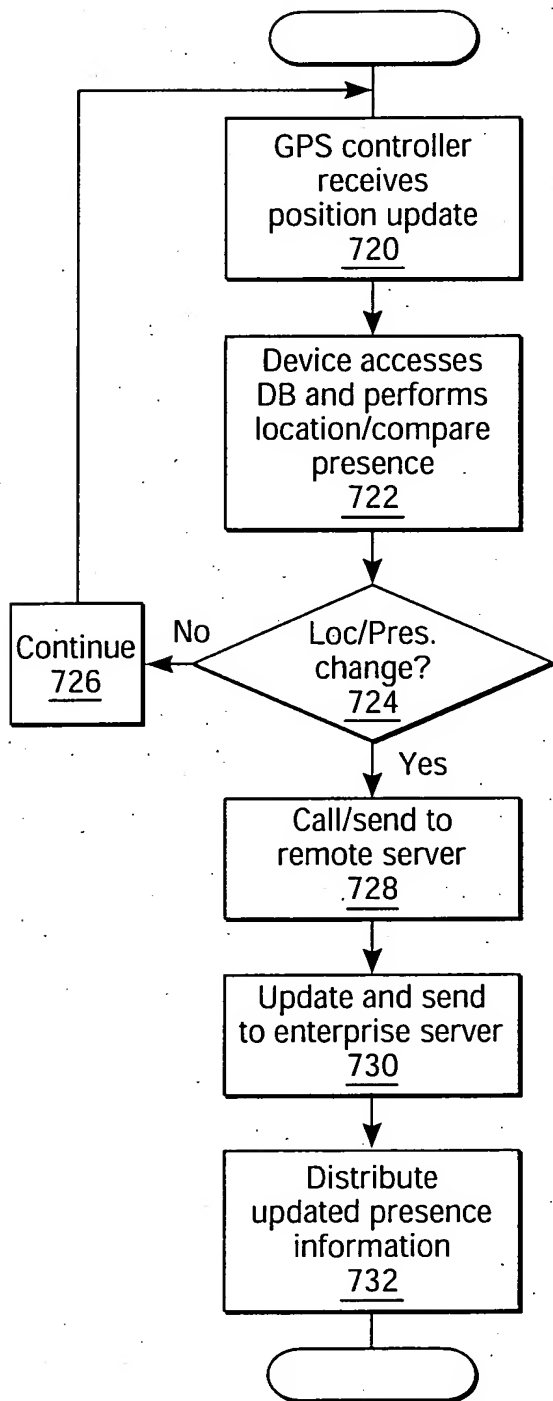 GPS controller
receives
position update
720
Device accesses
DB and performs
location/compare
presence
722
Loc/Pres.
change?
724
No
Continue
726
Yes
Call/send to
remote server
728
Update and send
to enterprise server
730
Distribute
updated presence
information
732